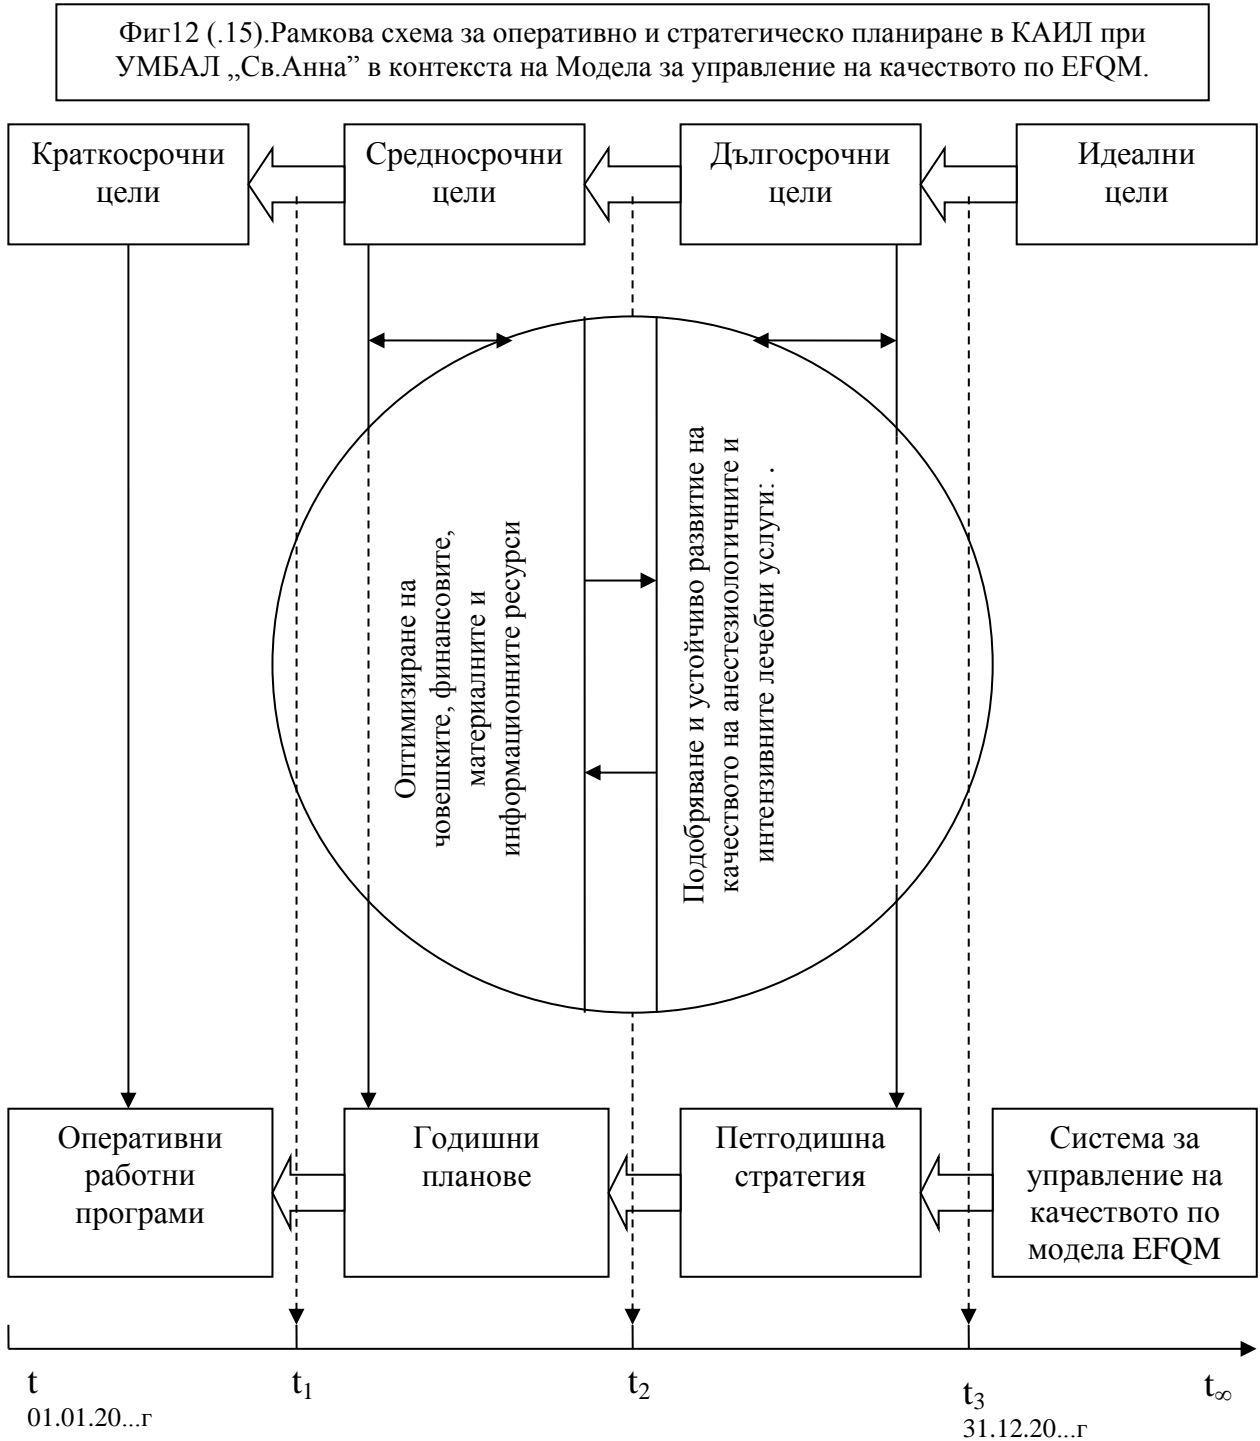 Фиг12 (.15).Рамкова схема за оперативно и стратегическо планиране в КАИЛ при
УМБАЛ „Св.Анна” в контекста на Модела за управление на качеството по EFQM.
Краткосрочни
цели
Средносрочни
цели
Дългосрочни
цели
Идеални
цели
Оптимизиране на
човешките, финансовите,
материалните и
информационните ресурси
Подобряване и устойчиво развитие на
качеството на анестезиологичните и
интензивните лечебни услуги: .
Оперативни
работни
програми
Годишни
планове
Петгодишна
стратегия
Система за
управление на
качеството по
модела EFQM
t
01.01.20...г
t₁
t₂
t₃
31.12.20...г
t∞